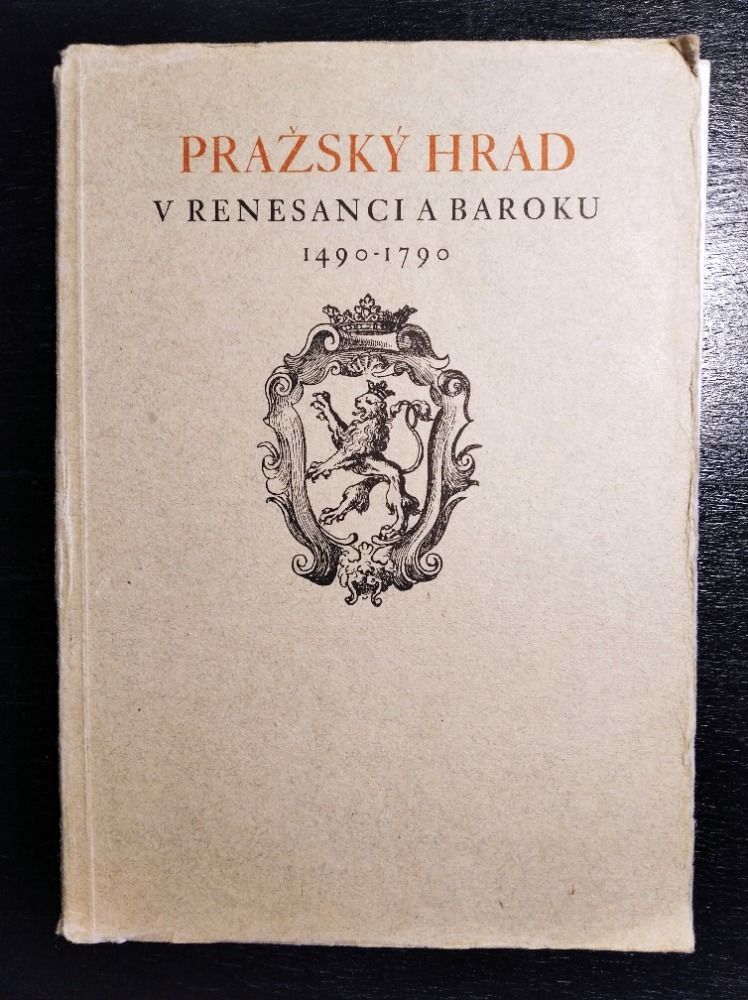 PRAŽSKÝ HRAD
V RENESANCI A BAROKU
1490-1790